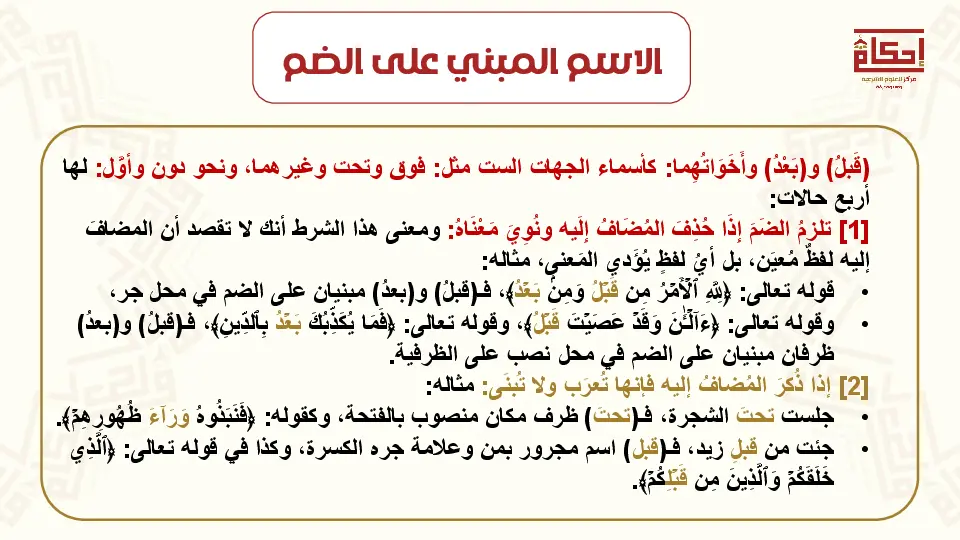 الاسم المبني على الضم
إحكام
مركز للعلوم الشرعية
(قَبلُ) و(بَعْدُ) وأَخَوَاتُهِما: كأسماء الجهات الست مثل: فوق وتحت وغيرهما، ونحو دون وأوَّل: لها
أربع حالات:
[1] تلزمُ الضَمَ إذَا حُذِفَ المُضَافُ إلَيه ونُوِيَ مَعْنَاهُ: ومعنى هذا الشرط أنك لا تقصد أن المضافَ
إليه لفظٌ مُعيَن، بل أيُ لفظٍ يُؤَدي المَعنى، مثاله:
• قوله تعالى: ﴿لِلَّهِ ٱلۡأَمۡرُ مِن قَبۡلُ وَمِنۢ بَعۡدُ﴾، فـ(قبلُ) و(بعدُ) مبنيان على الضم في محل جر،
• وقوله تعالى: ﴿ءَآلۡـَٰٔنَ وَقَدۡ عَصَيۡتَ قَبۡلُ﴾، وقوله تعالى: ﴿فَمَا يُكَذِّبُكَ بَعۡدُ بِٱلدِّينِ﴾، فـ(قبلُ) و(بعدُ)
ظرفان مبنيان على الضم في محل نصب على الظرفية.
[2] إذا ذُكرَ المُضافُ إليه فإنها تُعرَب ولا تُبنَى: مثاله:
• جلست تحتَ الشجرة، فـ(تحتَ) ظرف مكان منصوب بالفتحة، وكقوله: ﴿فَنَبَذُوهُ وَرَآءَ ظُهُورِهِمۡ﴾.
• جئت من قبلِ زيد، فـ(قبلِ) اسم مجرور بمن وعلامة جره الكسرة، وكذا في قوله تعالى: ﴿ٱلَّذِي
خَلَقَكُمۡ وَٱلَّذِينَ مِن قَبۡلِكُمۡ﴾.